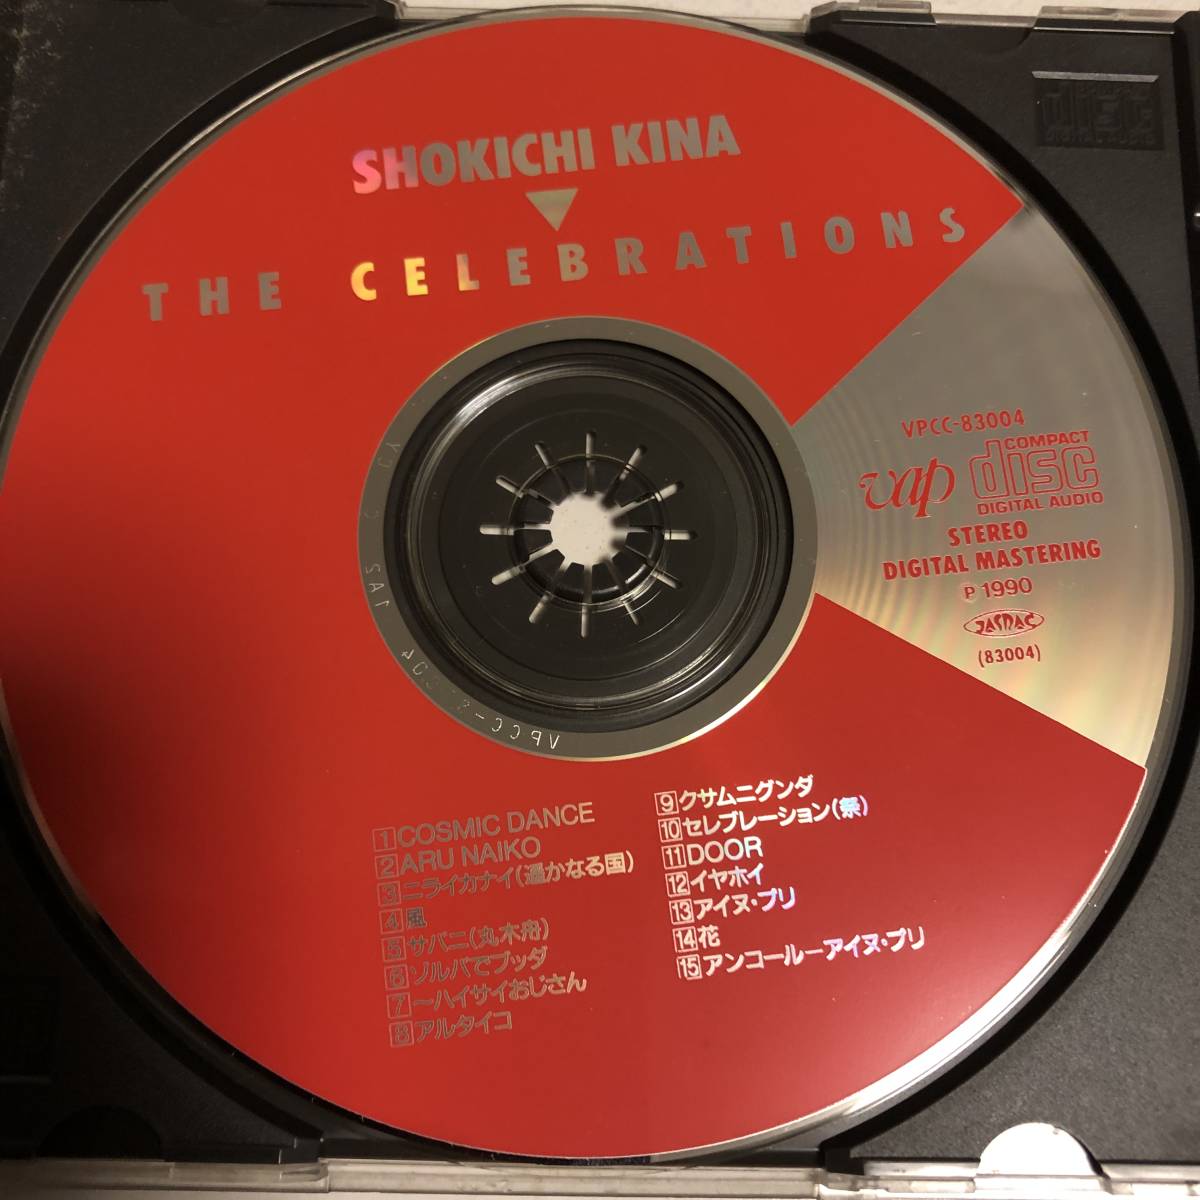 SHOKICHI KINA
THE CELEBRATIONS
VPCC-83004
vap
COMPACT
disc
DIGITAL AUDIO
STEREO
DIGITAL MASTERING
P 1990
JASRAC
(83004)
1 COSMIC DANCE
2 ARU NAIKO
3 ニライカナイ(遥かなる国)
4 風
5 サバニ(丸木舟)
6 ゾルバでブッダ
7 〜ハイサイおじさん
8 アルタイコ
9 クサムニグンダ
10 セレブレーション(祭)
11 DOOR
12 イヤホイ
13 アイヌ・プリ
14 花
15 アンコールーアイヌ・プリ